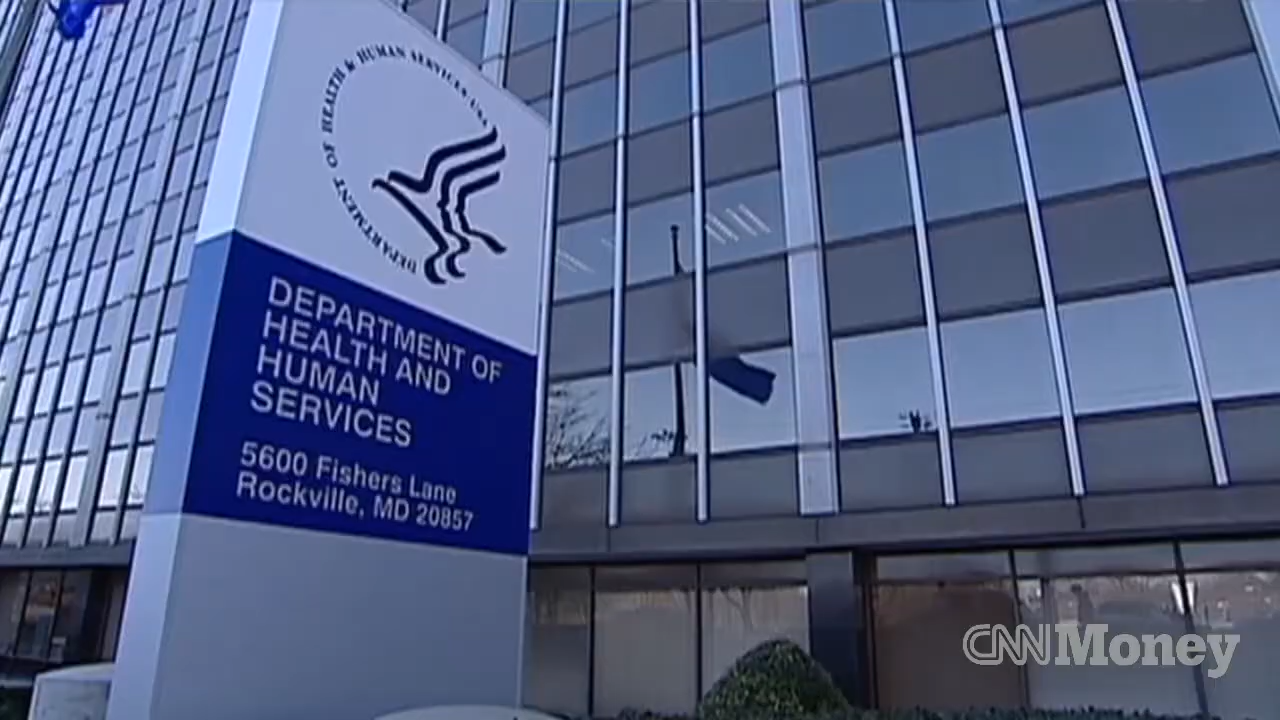 DEPARTMENT OF HEALTH & HUMAN SERVICES·USA
DEPARTMENT OF
HEALTH AND
HUMAN
SERVICES
5600 Fishers Lane
Rockville, MD 20857
CNNMoney